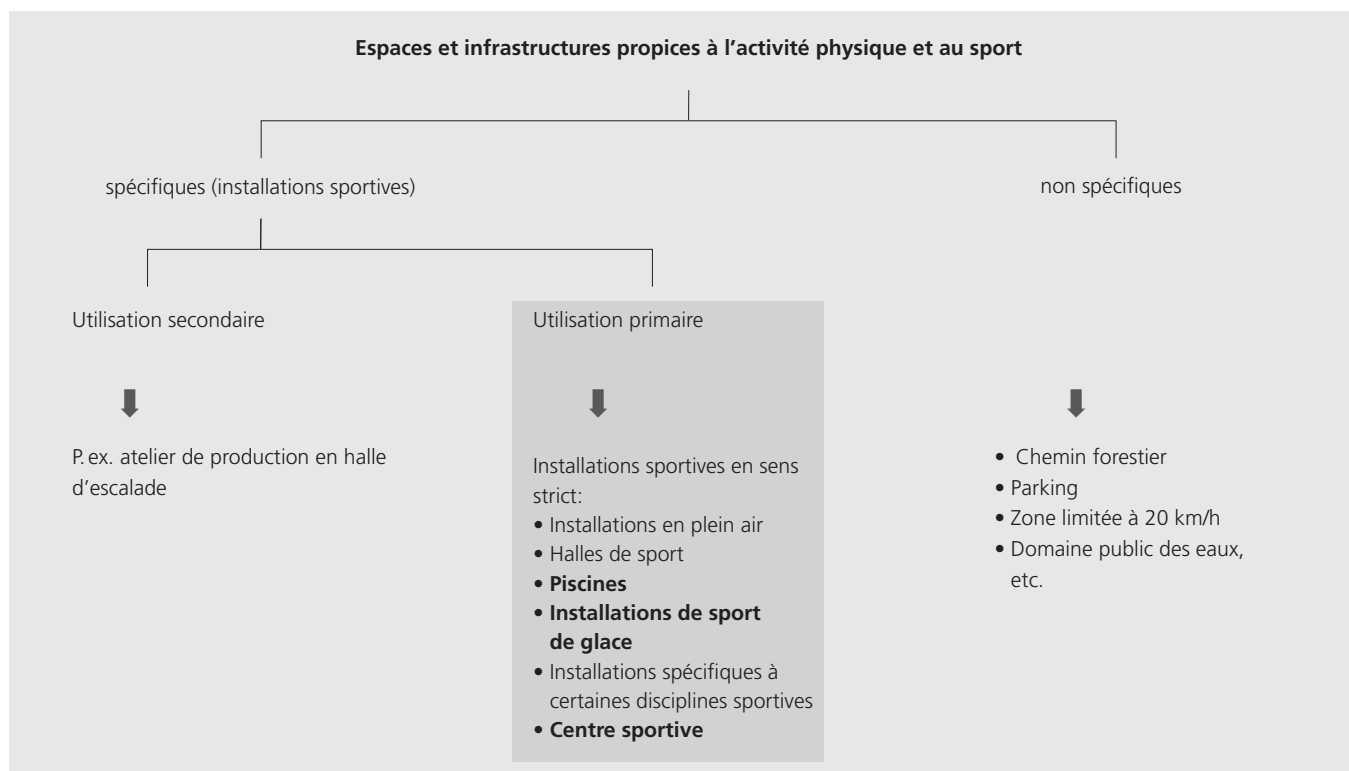 Espaces et infrastructures propices à l’activité physique et au sport
spécifiques (installations sportives)
non spécifiques
Utilisation secondaire
P. ex. atelier de production en halle
d’escalade
Utilisation primaire
Installations sportives en sens
strict:
• Installations en plein air
• Halles de sport
• Piscines
• Installations de sport
de glace
• Installations spécifiques à
certaines disciplines sportives
• Centre sportive
• Chemin forestier
• Parking
• Zone limitée à 20 km/h
• Domaine public des eaux,
etc.